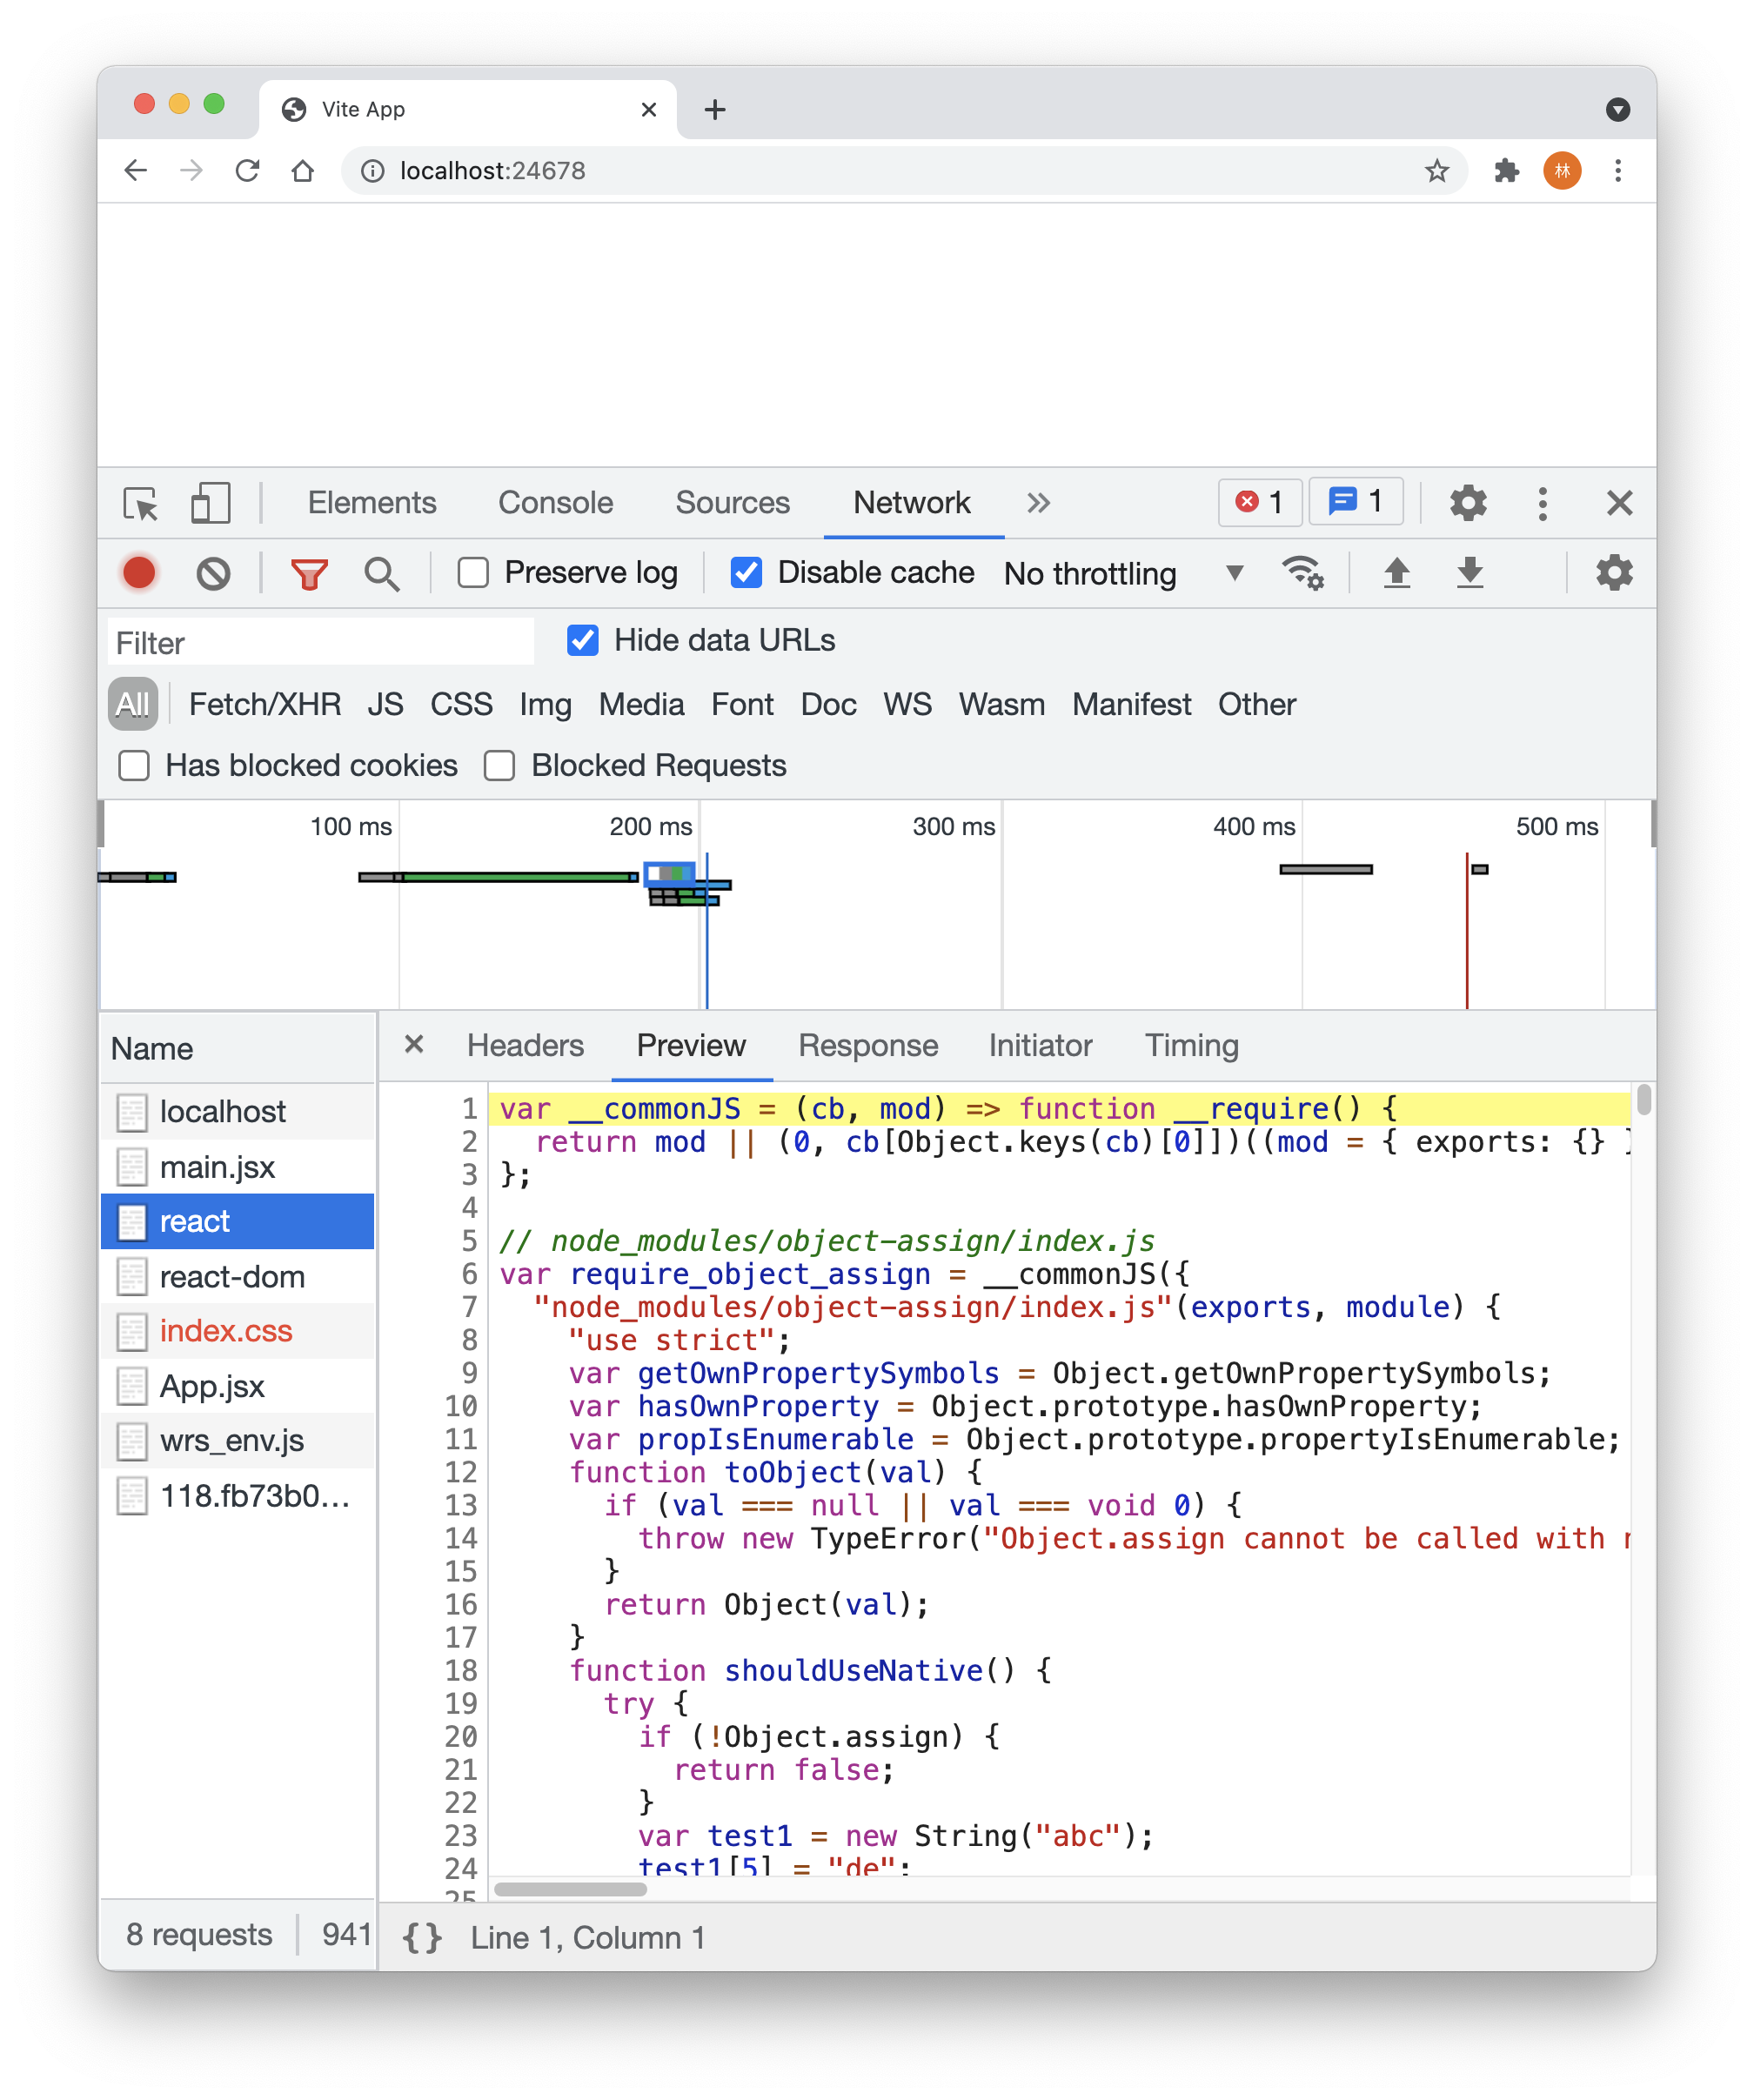 Vite App
localhost:24678
林
Elements Console Sources Network 1 1
Preserve log Disable cache No throttling
Filter Hide data URLs
All Fetch/XHR JS CSS Img Media Font Doc WS Wasm Manifest Other
Has blocked cookies Blocked Requests
100 ms 200 ms 300 ms 400 ms 500 ms
Name
localhost
main.jsx
react
react-dom
index.css
App.jsx
wrs_env.js
118.fb73b0...
8 requests 941
Headers Preview Response Initiator Timing
1 var __commonJS = (cb, mod) => function __require() {
2 return mod || (0, cb[Object.keys(cb)[0]])((mod = { exports: {} }
3 };
4
5 // node_modules/object-assign/index.js
6 var require_object_assign = __commonJS({
7 "node_modules/object-assign/index.js"(exports, module) {
8 "use strict";
9 var getOwnPropertySymbols = Object.getOwnPropertySymbols;
10 var hasOwnProperty = Object.prototype.hasOwnProperty;
11 var propIsEnumerable = Object.prototype.propertyIsEnumerable;
12 function toObject(val) {
13 if (val === null || val === void 0) {
14 throw new TypeError("Object.assign cannot be called with
15 }
16 return Object(val);
17 }
18 function shouldUseNative() {
19 try {
20 if (!Object.assign) {
21 return false;
22 }
23 var test1 = new String("abc");
24 test1[5] = "de";
25
{} Line 1, Column 1